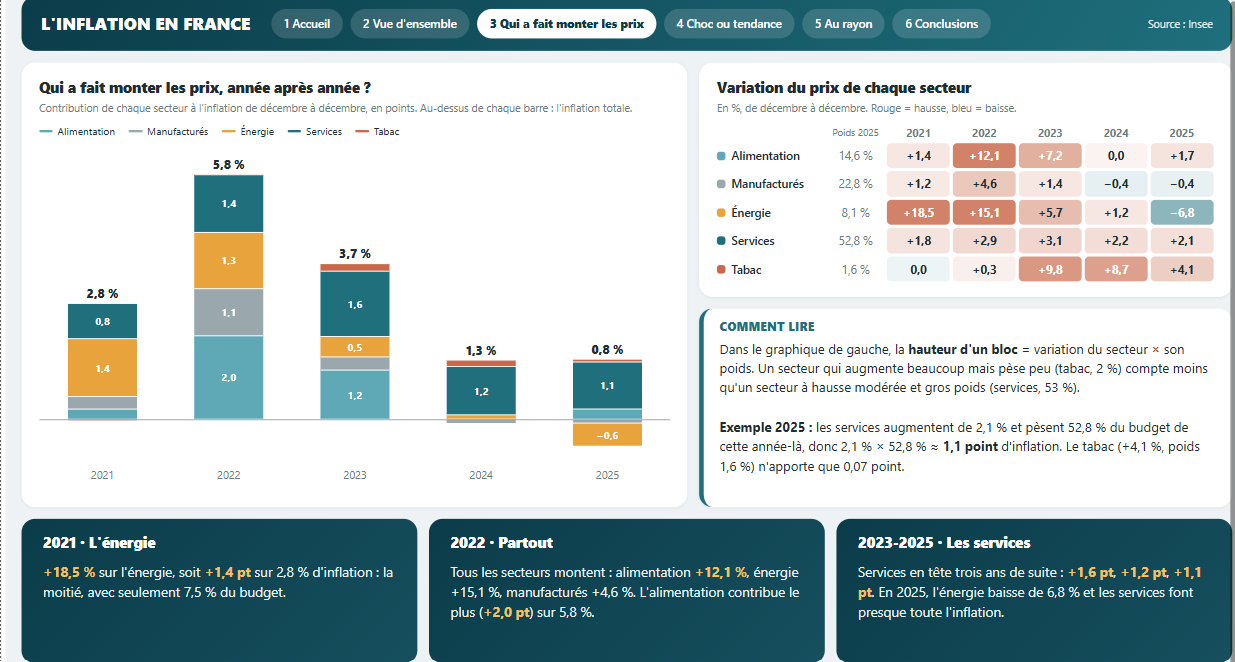 L'INFLATION EN FRANCE
1 Accueil
2 Vue d'ensemble
3 Qui a fait monter les prix
4 Choc ou tendance
5 Au rayon
6 Conclusions
Source : Insee
Qui a fait monter les prix, année après année ?
Contribution de chaque secteur à l'inflation de décembre à décembre, en points. Au-dessus de chaque barre : l'inflation totale.
Alimentation Manufacturés Énergie Services Tabac
2,8 %
0,8
1,4
5,8 %
1,4
1,3
1,1
2,0
3,7 %
1,6
0,5
1,2
1,3 %
1,2
0,8 %
1,1
−0,6
2021 2022 2023 2024 2025
Variation du prix de chaque secteur
En %, de décembre à décembre. Rouge = hausse, bleu = baisse.
Poids 2025 2021 2022 2023 2024 2025
Alimentation 14,6 % +1,4 +12,1 +7,2 0,0 +1,7
Manufacturés 22,8 % +1,2 +4,6 +1,4 −0,4 −0,4
Énergie 8,1 % +18,5 +15,1 +5,7 +1,2 −6,8
Services 52,8 % +1,8 +2,9 +3,1 +2,2 +2,1
Tabac 1,6 % 0,0 +0,3 +9,8 +8,7 +4,1
COMMENT LIRE
Dans le graphique de gauche, la hauteur d'un bloc = variation du secteur × son
poids. Un secteur qui augmente beaucoup mais pèse peu (tabac, 2 %) compte moins
qu'un secteur à hausse modérée et gros poids (services, 53 %).
Exemple 2025 : les services augmentent de 2,1 % et pèsent 52,8 % du budget de
cette année-là, donc 2,1 % × 52,8 % ≈ 1,1 point d'inflation. Le tabac (+4,1 %, poids
1,6 %) n'apporte que 0,07 point.
2021 · L'énergie
+18,5 % sur l'énergie, soit +1,4 pt sur 2,8 % d'inflation : la
moitié, avec seulement 7,5 % du budget.
2022 · Partout
Tous les secteurs montent : alimentation +12,1 %, énergie
+15,1 %, manufacturés +4,6 %. L'alimentation contribue le
plus (+2,0 pt) sur 5,8 %.
2023-2025 · Les services
Services en tête trois ans de suite : +1,6 pt, +1,2 pt, +1,1
pt. En 2025, l'énergie baisse de 6,8 % et les services font
presque toute l'inflation.